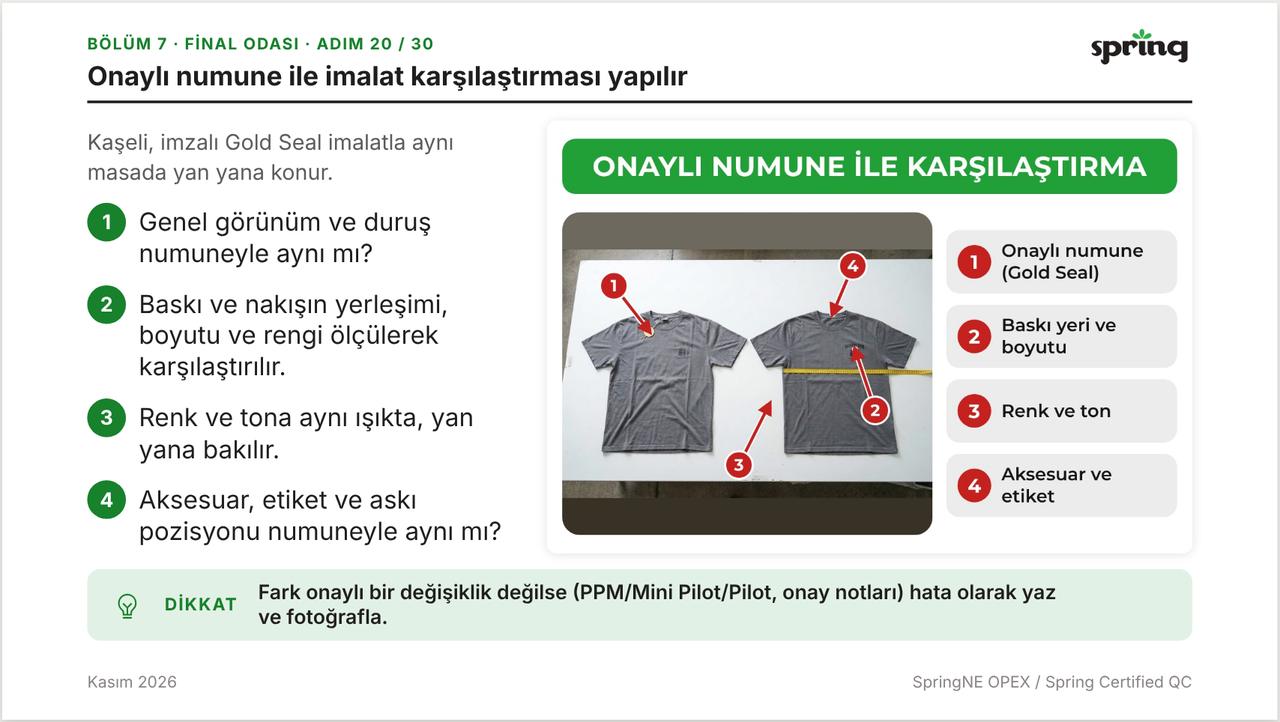 BÖLÜM 7 · FİNAL ODASI · ADIM 20 / 30
spring
Onaylı numune ile imalat karşılaştırması yapılır
Kaşeli, imzalı Gold Seal imalatla aynı
masada yan yana konur.
1 Genel görünüm ve duruş
numuneyle aynı mı?
2 Baskı ve nakışın yerleşimi,
boyutu ve rengi ölçülerek
karşılaştırılır.
3 Renk ve tona aynı ışıkta, yan
yana bakılır.
4 Aksesuar, etiket ve askı
pozisyonu numuneyle aynı mı?
ONAYLI NUMUNE İLE KARŞILAŞTIRMA
1
4
2
3
1 Onaylı numune
(Gold Seal)
2 Baskı yeri ve
boyutu
3 Renk ve ton
4 Aksesuar ve
etiket
DİKKAT
Fark onaylı bir değişiklik değilse (PPM/Mini Pilot/Pilot, onay notları) hata olarak yaz
ve fotoğrafla.
Kasım 2026
SpringNE OPEX / Spring Certified QC